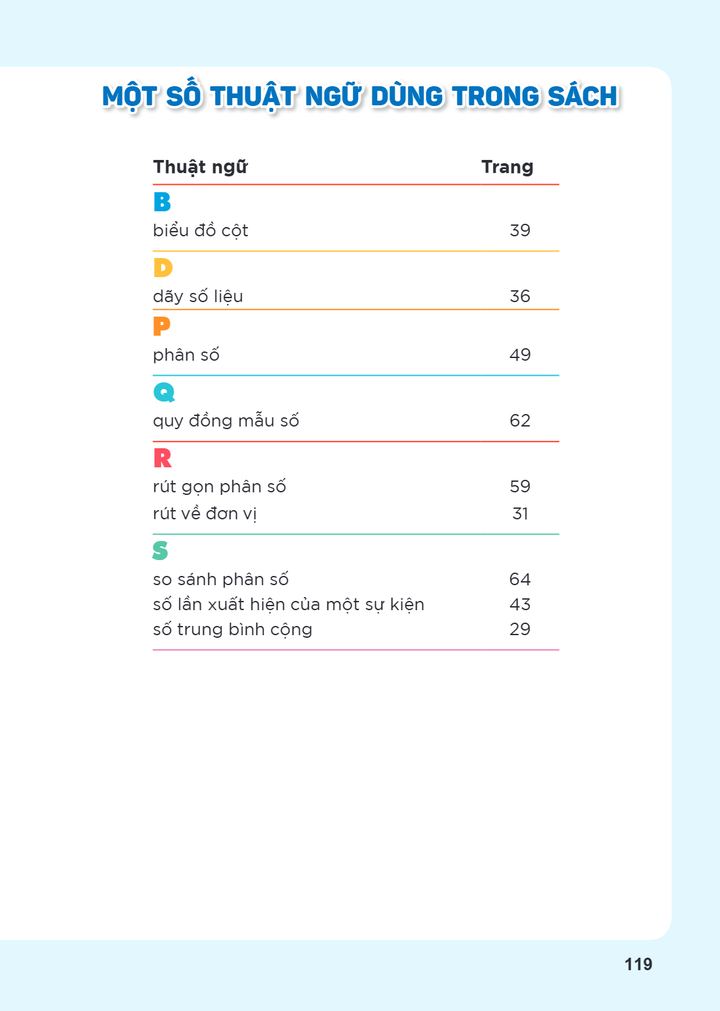 MỘT SỐ THUẬT NGỮ DÙNG TRONG SÁCH
Thuật ngữ Trang
B
biểu đồ cột 39
D
dãy số liệu 36
P
phân số 49
Q
quy đồng mẫu số 62
R
rút gọn phân số 59
rút về đơn vị 31
S
so sánh phân số 64
số lần xuất hiện của một sự kiện 43
số trung bình cộng 29
119